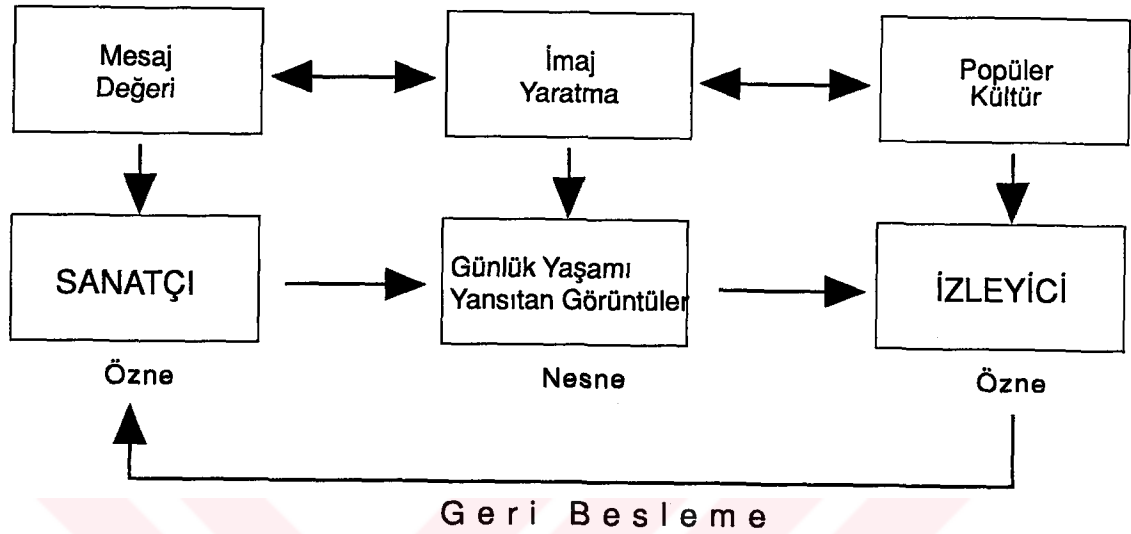 Mesaj
Değeri
İmaj
Yaratma
Popüler
Kültür
SANATÇI
Günlük Yaşamı
Yansıtan Görüntüler
İZLEYİCİ
Özne
Nesne
Özne
Geri Besleme